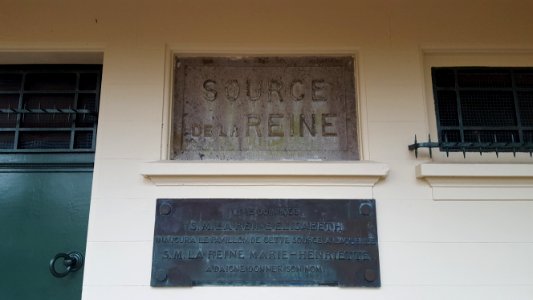 SOURCE
DE LA REINE
S.A. LA REINE ELISABETH
INAUGURA LE PAVILLON DE CETTE SOURCE A LAQUELLE
S.M. LA REINE MARIE-HENRIETTE
A DAIGNÉ DONNER SON NOM